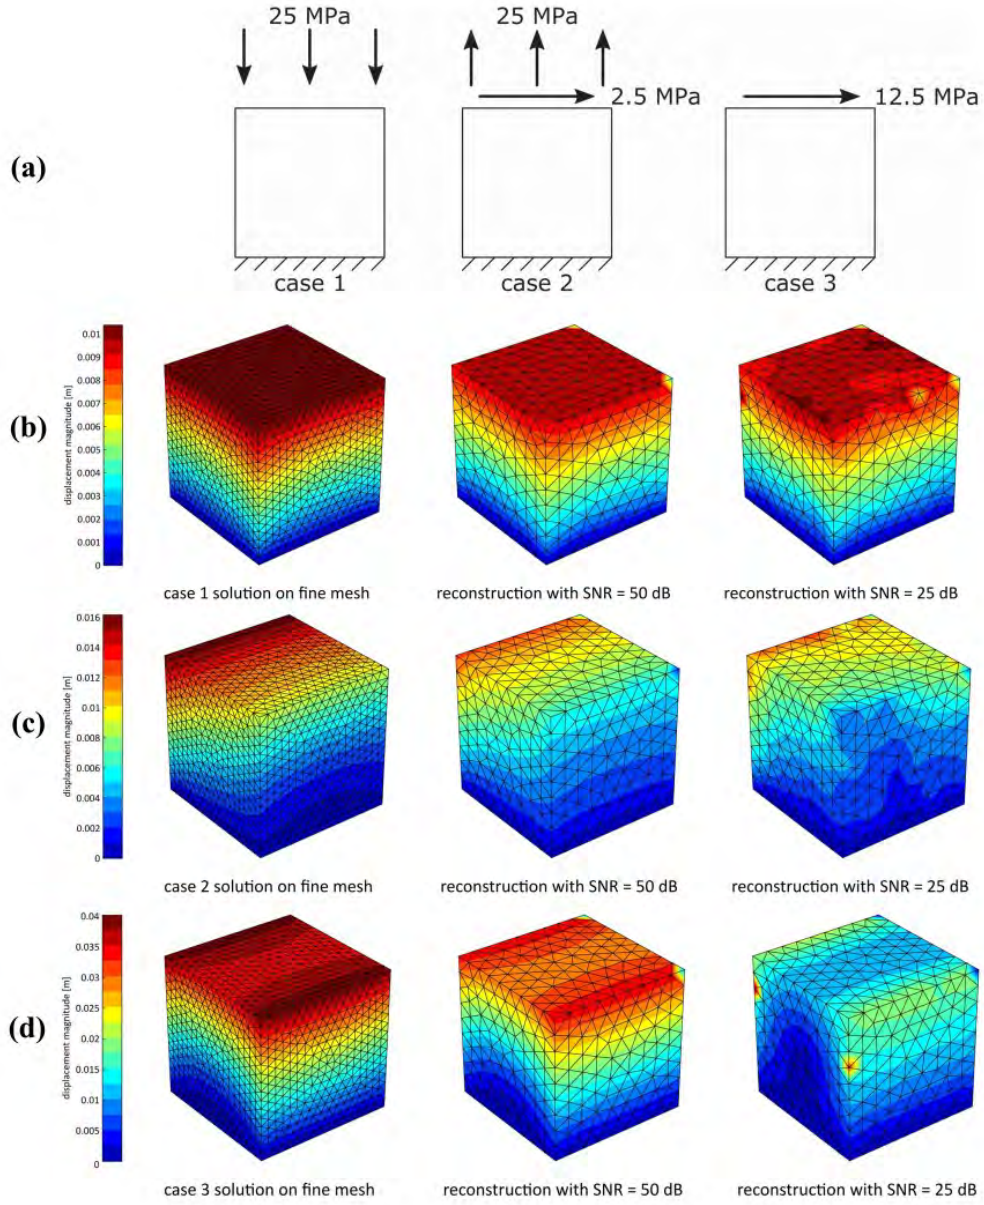 25 MPa 25 MPa
2.5 MPa 12.5 MPa
(a)
case 1 case 2 case 3
(b)
displacement magnitude [m]
0.01
0.009
0.008
0.007
0.006
0.005
0.004
0.003
0.002
0.001
0
case 1 solution on fine mesh reconstruction with SNR = 50 dB reconstruction with SNR = 25 dB
(c)
displacement magnitude [m]
0.016
0.014
0.012
0.01
0.008
0.006
0.004
0.002
0
case 2 solution on fine mesh reconstruction with SNR = 50 dB reconstruction with SNR = 25 dB
(d)
displacement magnitude [m]
0.04
0.035
0.03
0.025
0.02
0.015
0.01
0.005
0
case 3 solution on fine mesh reconstruction with SNR = 50 dB reconstruction with SNR = 25 dB